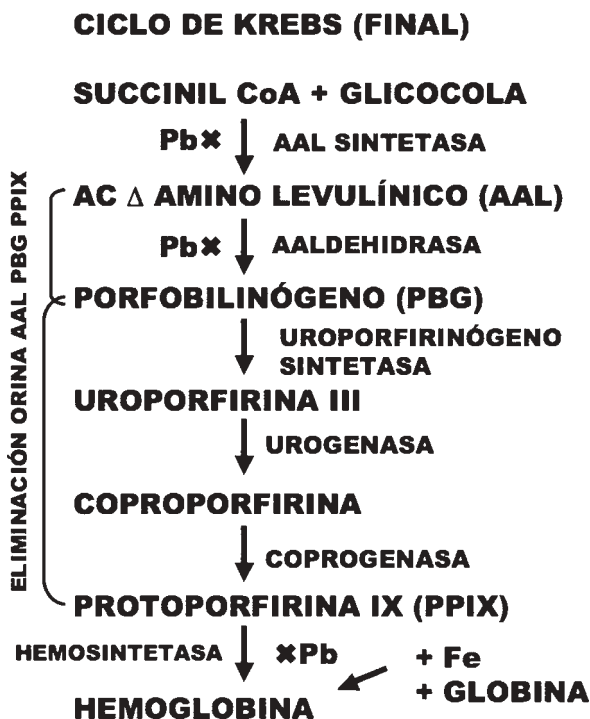 CICLO DE KREBS (FINAL)
SUCCINIL CoA + GLICOCOLA
Pb✖ AAL SINTETASA
AC Δ AMINO LEVULÍNICO (AAL)
Pb✖ AALDEHIDRASA
PORFOBILINÓGENO (PBG)
UROPORFIRINÓGENO
SINTETASA
UROPORFIRINA III
UROGENASA
COPROPORFIRINA
COPROGENASA
PROTOPORFIRINA IX (PPIX)
HEMOSINTETASA ✖Pb
+ Fe
+ GLOBINA
HEMOGLOBINA
ELIMINACIÓN ORINA AAL PBG PPIX